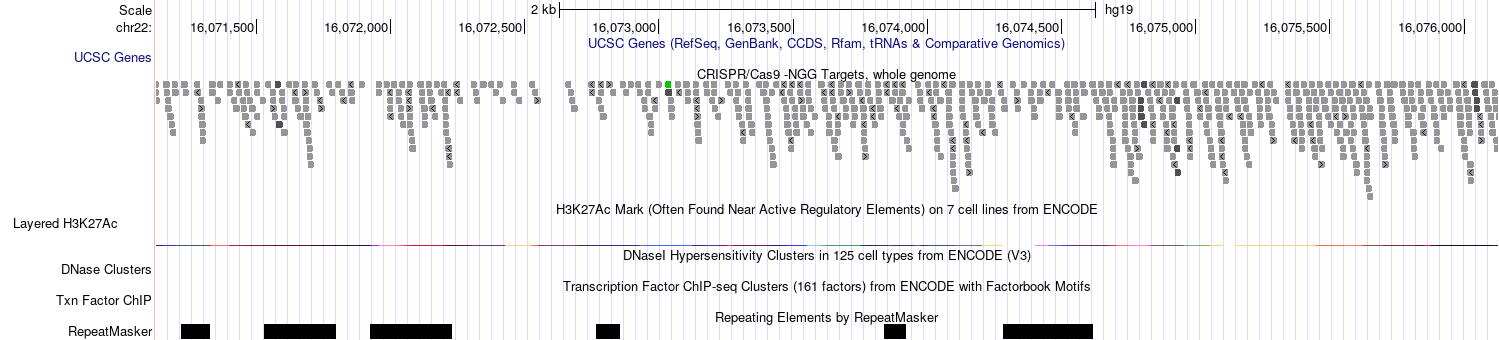 Scale 2 kb hg19
chr22: 16,071,500 16,072,000 16,072,500 16,073,000 16,073,500 16,074,000 16,074,500 16,075,000 16,075,500 16,076,000
UCSC Genes (RefSeq, GenBank, CCDS, Rfam, tRNAs & Comparative Genomics)
UCSC Genes
CRISPR/Cas9 -NGG Targets, whole genome
H3K27Ac Mark (Often Found Near Active Regulatory Elements) on 7 cell lines from ENCODE
Layered H3K27Ac
DNaseI Hypersensitivity Clusters in 125 cell types from ENCODE (V3)
DNase Clusters
Transcription Factor ChIP-seq Clusters (161 factors) from ENCODE with Factorbook Motifs
Txn Factor ChIP
Repeating Elements by RepeatMasker
RepeatMasker